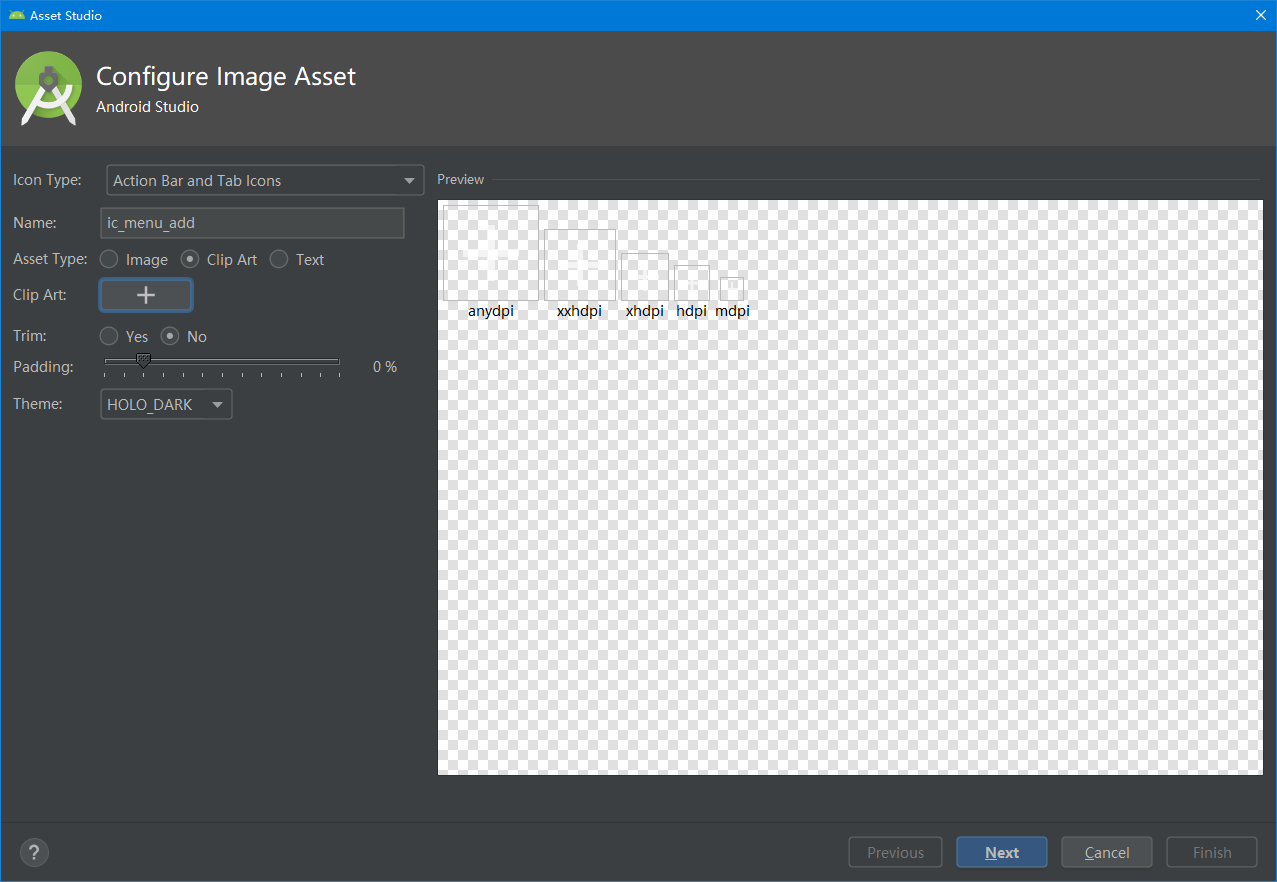 Asset Studio
Configure Image Asset
Android Studio
Icon Type: Action Bar and Tab Icons
Name: ic_menu_add
Asset Type: Image Clip Art Text
Clip Art:
Trim: Yes No
Padding: 0 %
Theme: HOLO_DARK
Preview
anydpi xxhdpi xhdpi hdpi mdpi
? Previous Next Cancel Finish